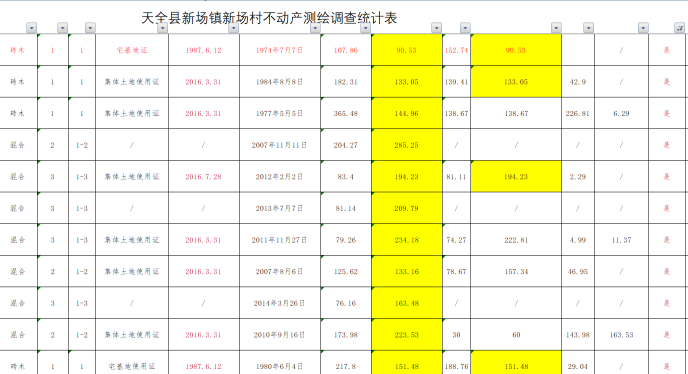 天全县新场镇新场村不动产测绘调查统计表
砖木 1 1 宅基地证 1987.6.12 1974年7月7日 107.86 90.53 152.74 90.53 / 是
砖木 1 1 集体土地使用证 2016.3.31 1984年8月8日 182.31 133.05 139.41 133.05 42.9 / 是
砖木 1 1 集体土地使用证 2016.3.31 1977年5月5日 365.48 144.96 138.67 138.67 226.81 6.29 是
混合 2 1-2 / / 2007年11月11日 204.27 285.25 / / / / 是
混合 3 1-3 集体土地使用证 2016.7.28 2012年2月2日 83.4 194.23 81.11 194.23 2.29 / 是
混合 3 1-3 / / 2013年7月7日 81.14 209.79 / / / / 是
混合 3 1-3 集体土地使用证 2016.3.31 2011年11月27日 79.26 234.18 74.27 222.81 4.99 11.37 是
混合 2 1-2 集体土地使用证 2016.3.31 2007年8月6日 125.62 133.16 78.67 157.34 46.95 / 是
混合 3 1-3 / / 2014年3月26日 76.16 163.48 / / / / 是
混合 2 1-2 集体土地使用证 2016.3.31 2010年9月16日 173.98 223.53 30 60 143.98 163.53 是
砖木 1 1 宅基地使用证 1987.6.12 1980年6月4日 217.8 151.48 188.76 151.48 29.04 / 是